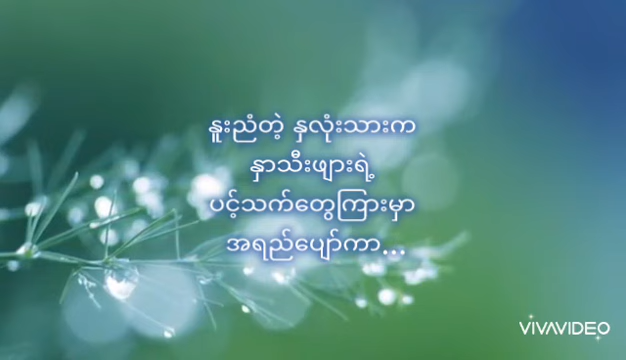 နူးညံတဲ့ နှလုံးသားက
နှာသီးဖျားရဲ့
ပင့်သက်တွေကြားမှာ
အရည်ပျော်ကာ...
VIVAVIDEO